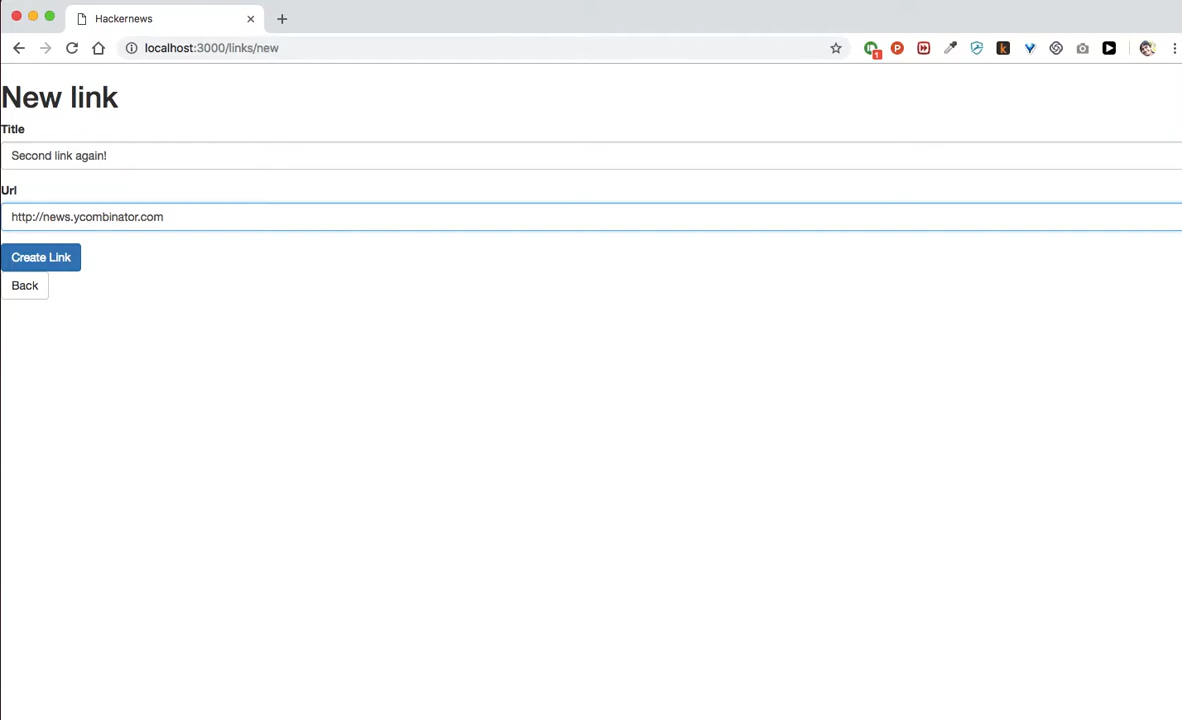 Hackernews
localhost:3000/links/new
1
New link
Title
Second link again!
Url
http://news.ycombinator.com
Create Link
Back